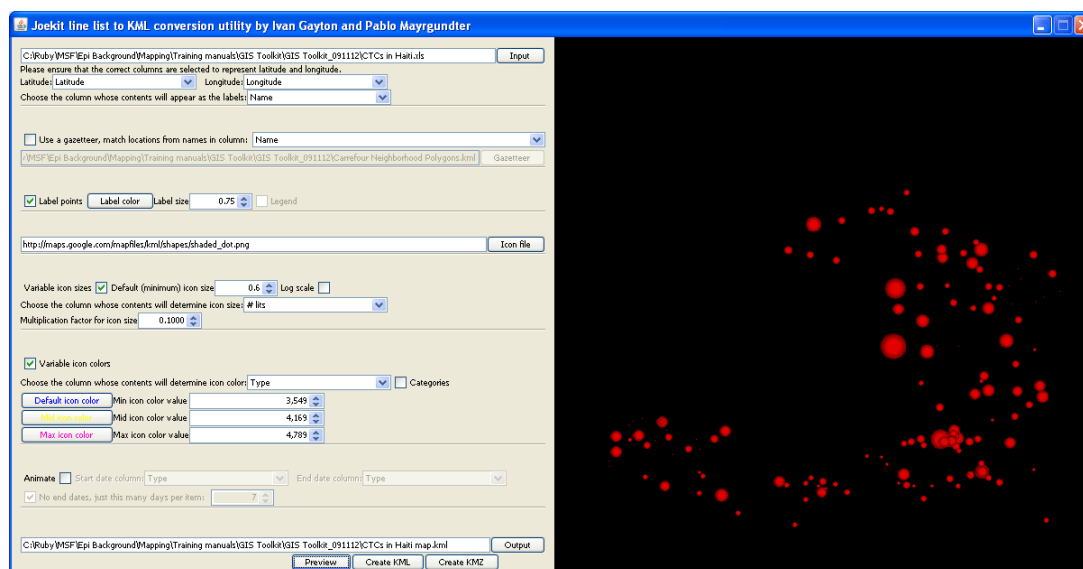 Joekit line list to KML conversion utility by Ivan Gayton and Pablo Mayrgundter
C:\Ruby\MSF\Epi Background\Mapping\Training manuals\GIS Toolkit\GIS Toolkit_091112\CTCs in Haiti.xls Input
Please ensure that the correct columns are selected to represent latitude and longitude.
Latitude: Latitude Longitude: Longitude
Choose the column whose contents will appear as the labels: Name
Use a gazetteer, match locations from names in column: Name
r\MSF\Epi Background\Mapping\Training manuals\GIS Toolkit\GIS Toolkit_091112\Carrefour Neighborhood Polygons.kml Gazetteer
Label points Label color Label size 0.75 Legend
http://maps.google.com/mapfiles/kml/shapes/shaded_dot.png Icon file
Variable icon sizes Default (minimum) icon size 0.6 Log scale
Choose the column whose contents will determine icon size: # lits
Multiplication factor for icon size 0.1000
Variable icon colors
Choose the column whose contents will determine icon color: Type Categories
Default icon color Min icon color value 3,549
Mid icon color Mid icon color value 4,169
Max icon color Max icon color value 4,789
Animate Start date column: Type End date column: Type
No end dates, just this many days per item: 7
C:\Ruby\MSF\Epi Background\Mapping\Training manuals\GIS Toolkit\GIS Toolkit_091112\CTCs in Haiti map.kml Output
Preview Create KML Create KMZ